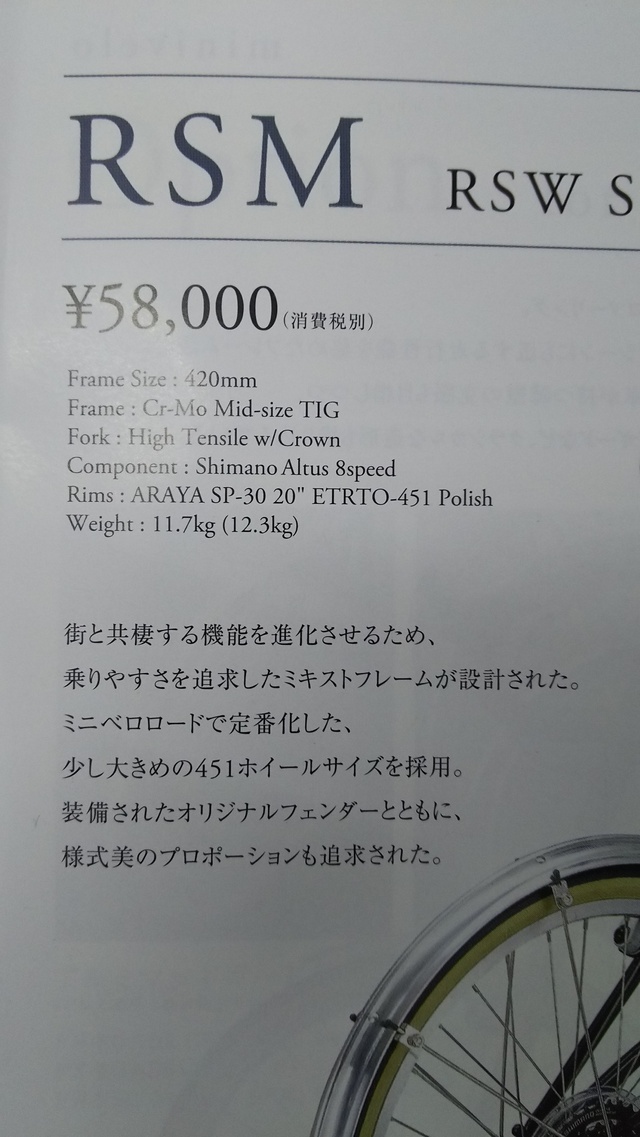 RSM RSW S
¥58,000(消費税別)
Frame Size : 420mm
Frame : Cr-Mo Mid-size TIG
Fork : High Tensile w/Crown
Component : Shimano Altus 8speed
Rims : ARAYA SP-30 20" ETRTO-451 Polish
Weight : 11.7kg (12.3kg)
街と共棲する機能を進化させるため、
乗りやすさを追求したミキストフレームが設計された。
ミニベロロードで定番化した、
少し大きめの451ホイールサイズを採用。
装備されたオリジナルフェンダーとともに、
様式美のプロポーションも追求された。